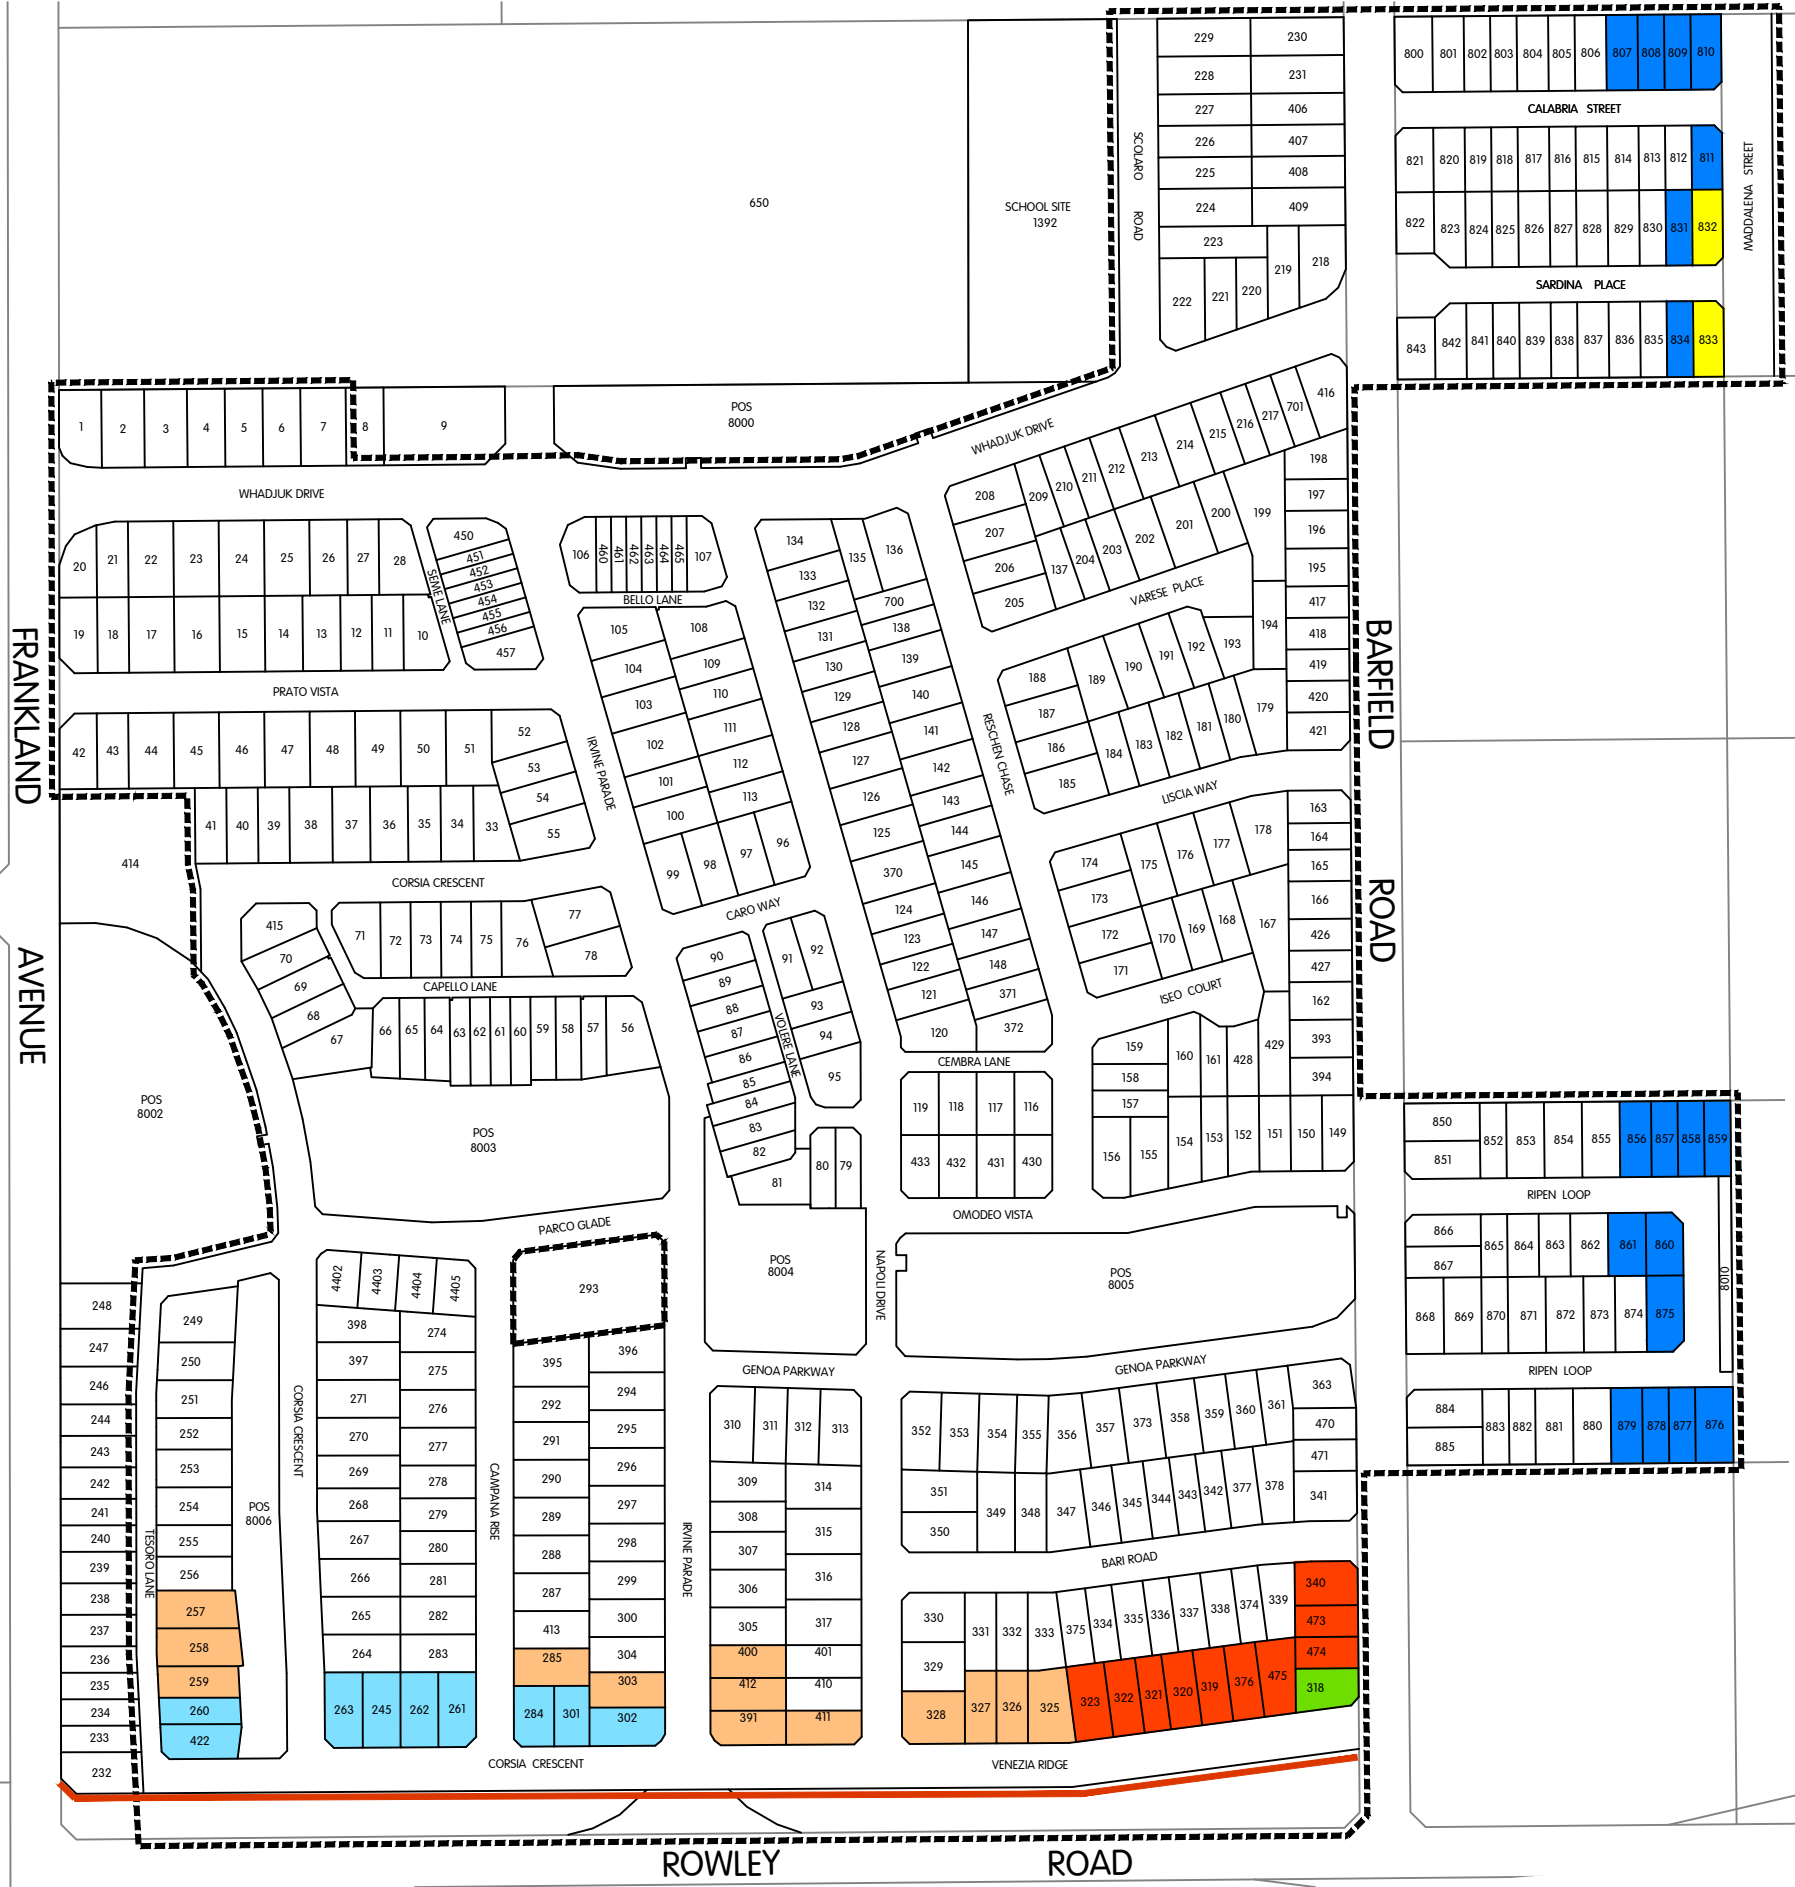 229 230
228 231
227 406
226 407
225 408
224 409
223
222 221 220 219 218
SCOLARO ROAD
650
SCHOOL SITE
1392
800 801 802 803 804 805 806 807 808 809 810
CALABRIA STREET
821 820 819 818 817 816 815 814 813 812 811
822 823 824 825 826 827 828 829 830 831 832
SARDINA PLACE
843 842 841 840 839 838 837 836 835 834 833
MADDALENA STREET
1 2 3 4 5 6 7 8 9
POS
8000
WHADJUK DRIVE
WHADJUK DRIVE
208 209 210 211 212 213 214 215 216 217 701 416
207
206
205
137 204 203 202 201 200 199
198
197
196
195
417
418
419
420
421
VARESE PLACE
20 21 22 23 24 25 26 27 28
19 18 17 16 15 14 13 12 11 10
SEME LANE
450
451
452
453
454
455
456
457
106 460 461 462 463 464 465 107
BELLO LANE
PRATO VISTA
FRANKLAND
AVENUE
42 43 44 45 46 47 48 49 50 51
52
53
54
55
41 40 39 38 37 36 35 34 33
414
CORSIA CRESCENT
IRVINE PARADE
105 108
104 109
103 110
102 111
101 112
100 113
99 98 97 96
CARO WAY
134 135 136
133
132 700
131 138
130 139
129 140
128 141
127 142
126 143
125 144
370 145
124 146
123 147
122 148
121 371
120 372
CEMBRA LANE
RESCHEN CHASE
188 189 190 191 192 193 194
187
186
185 184 183 182 181 180 179
LISCIA WAY
BARFIELD
ROAD
174 175 176 177 178
173
172
171 170 169 168 167
163
164
165
166
426
427
162
393
394
ISEO COURT
159
158
157
160 161 428 429
156 155 154 153 152 151 150 149
415
70
69
68
67
71 72 73 74 75 76 77
78
CAPELLO LANE
66 65 64 63 62 61 60 59 58 57 56
90
89
88
87
86
85
84
83
82
81
80 79
91 92
93
94
95
VOLERE LANE
119 118 117 116
433 432 431 430
OMODEO VISTA
POS
8002
POS
8003
PARCO GLADE
POS
8004
NAPOLI DRIVE
POS
8005
850
851
852 853 854 855 856 857 858 859
RIPEN LOOP
866
867
865 864 863 862 861 860
868 869 870 871 872 873 874 875
8010
RIPEN LOOP
884
885
883 882 881 880 879 878 877 876
248
247
246
244
243
242
241
240
239
238
237
236
235
234
233
232
TESORO LANE
249
250
251
252
253
254
255
256
257
258
259
260
422
POS
8006
CORSIA CRESCENT
4402 4403 4404 4405
398 274
397 275
271 276
270 277
269 278
268 279
267 280
266 281
265 282
264 283
263 245 262 261
CAMPANA RISE
293
395 396
292 294
291 295
290 296
289 297
288 298
287 299
413 300
285 304
303
284 301 302
IRVINE PARADE
GENOA PARKWAY
310 311 312 313
309 314
308
307 315
306 316
305 317
400 401
412 410
391 411
GENOA PARKWAY
352 353 354 355 356 357 373 358 359 360 361 363
470
471
351
350
349 348 347 346 345 344 343 342 377 378 341
BARI ROAD
330 331 332 333 375 334 335 336 337 338 374 339 340
473
474
329
328 327 326 325 323 322 321 320 319 376 475 318
CORSIA CRESCENT
VENEZIA RIDGE
ROWLEY ROAD